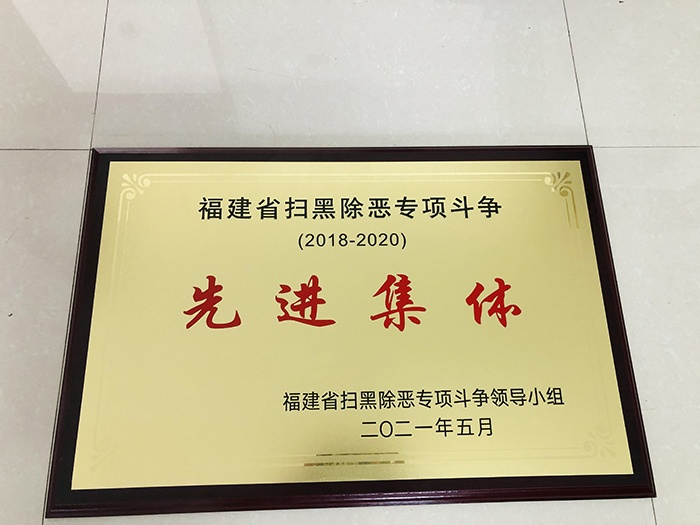 福建省扫黑除恶专项斗争
(2018-2020)
先进集体
福建省扫黑除恶专项斗争领导小组
二〇二一年五月